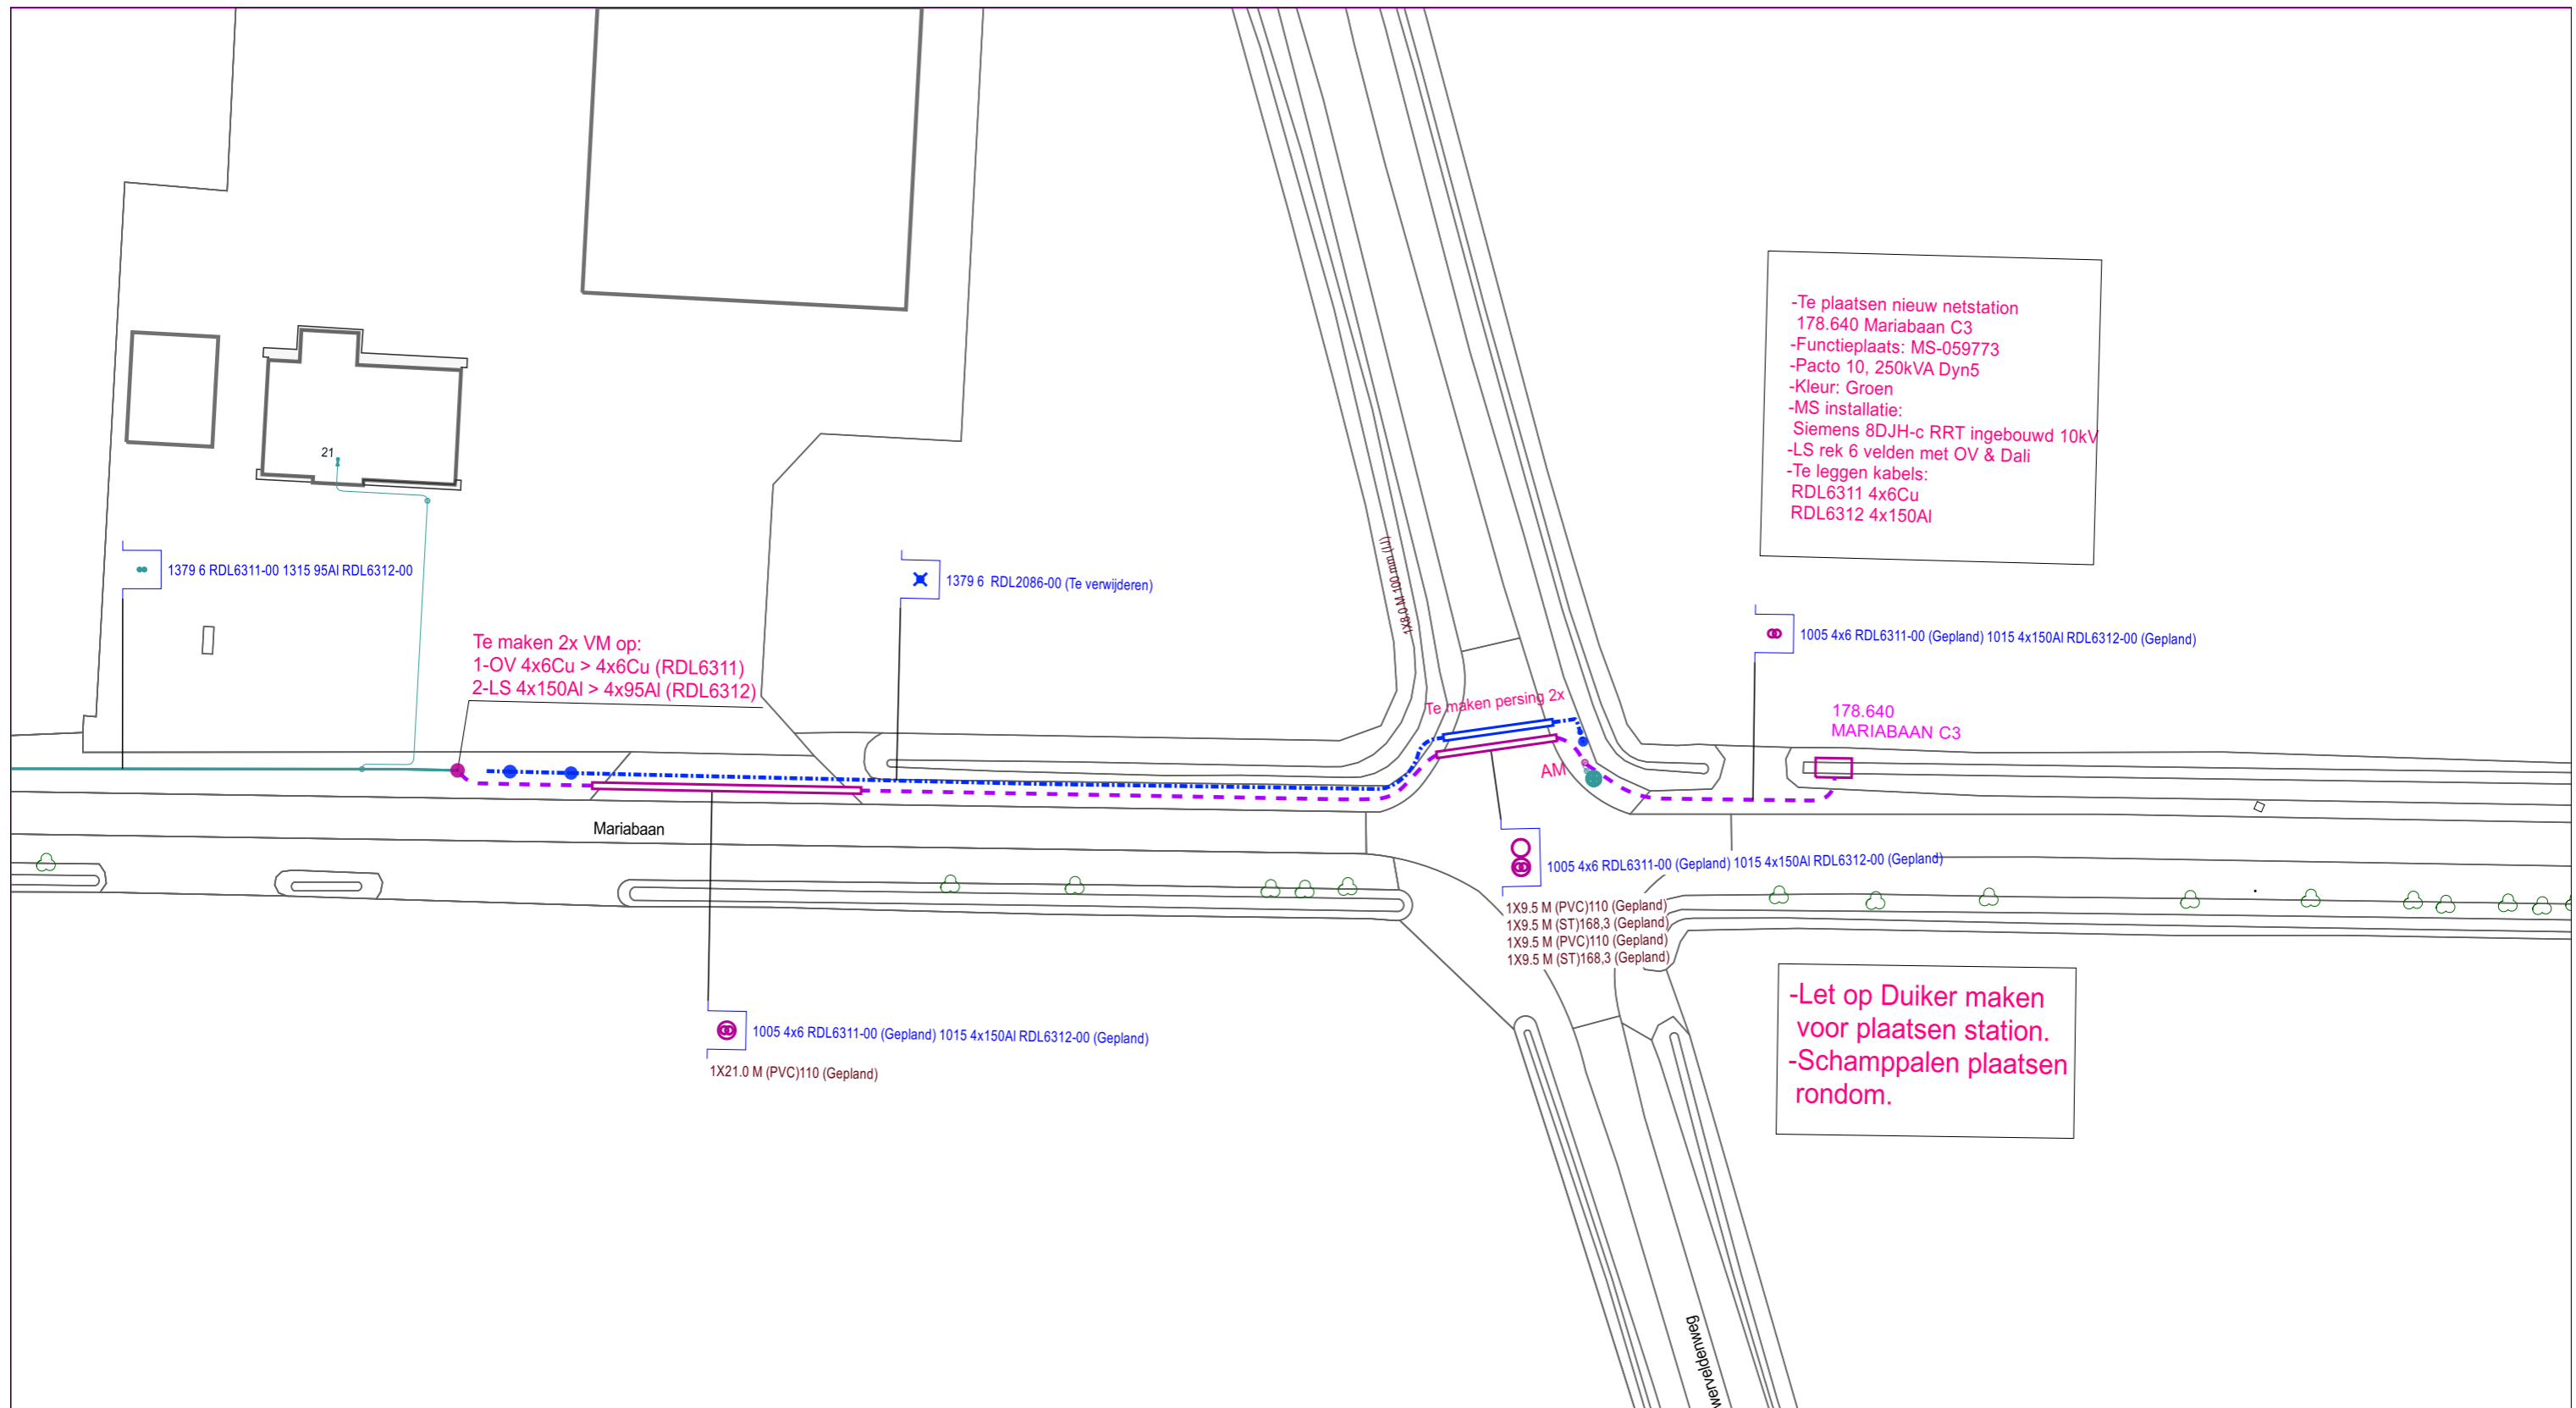 -Te plaatsen nieuw netstation
178.640 Mariabaan C3
-Functieplaats: MS-059773
-Pacto 10, 250kVA Dyn5
-Kleur: Groen
-MS installatie:
Siemens 8DJH-c RRT ingebouwd 10kV
-LS rek 6 velden met OV & Dali
-Te leggen kabels:
RDL6311 4x6Cu
RDL6312 4x150Al
21
1379 6 RDL6311-00 1315 95Al RDL6312-00
1379 6 RDL2086-00 (Te verwijderen)
1X8,0 M 100 mm (IJ)
1005 4x6 RDL6311-00 (Gepland) 1015 4x150Al RDL6312-00 (Gepland)
Te maken 2x VM op:
1-OV 4x6Cu > 4x6Cu (RDL6311)
2-LS 4x150Al > 4x95Al (RDL6312)
Te maken persing 2x
178.640
MARIABAAN C3
AM
Mariabaan
1005 4x6 RDL6311-00 (Gepland) 1015 4x150Al RDL6312-00 (Gepland)
1X9.5 M (PVC)110 (Gepland)
1X9.5 M (ST)168,3 (Gepland)
1X9.5 M (PVC)110 (Gepland)
1X9.5 M (ST)168,3 (Gepland)
-Let op Duiker maken
voor plaatsen station.
-Schamppalen plaatsen
rondom.
1005 4x6 RDL6311-00 (Gepland) 1015 4x150Al RDL6312-00 (Gepland)
1X21.0 M (PVC)110 (Gepland)
werveldenweg